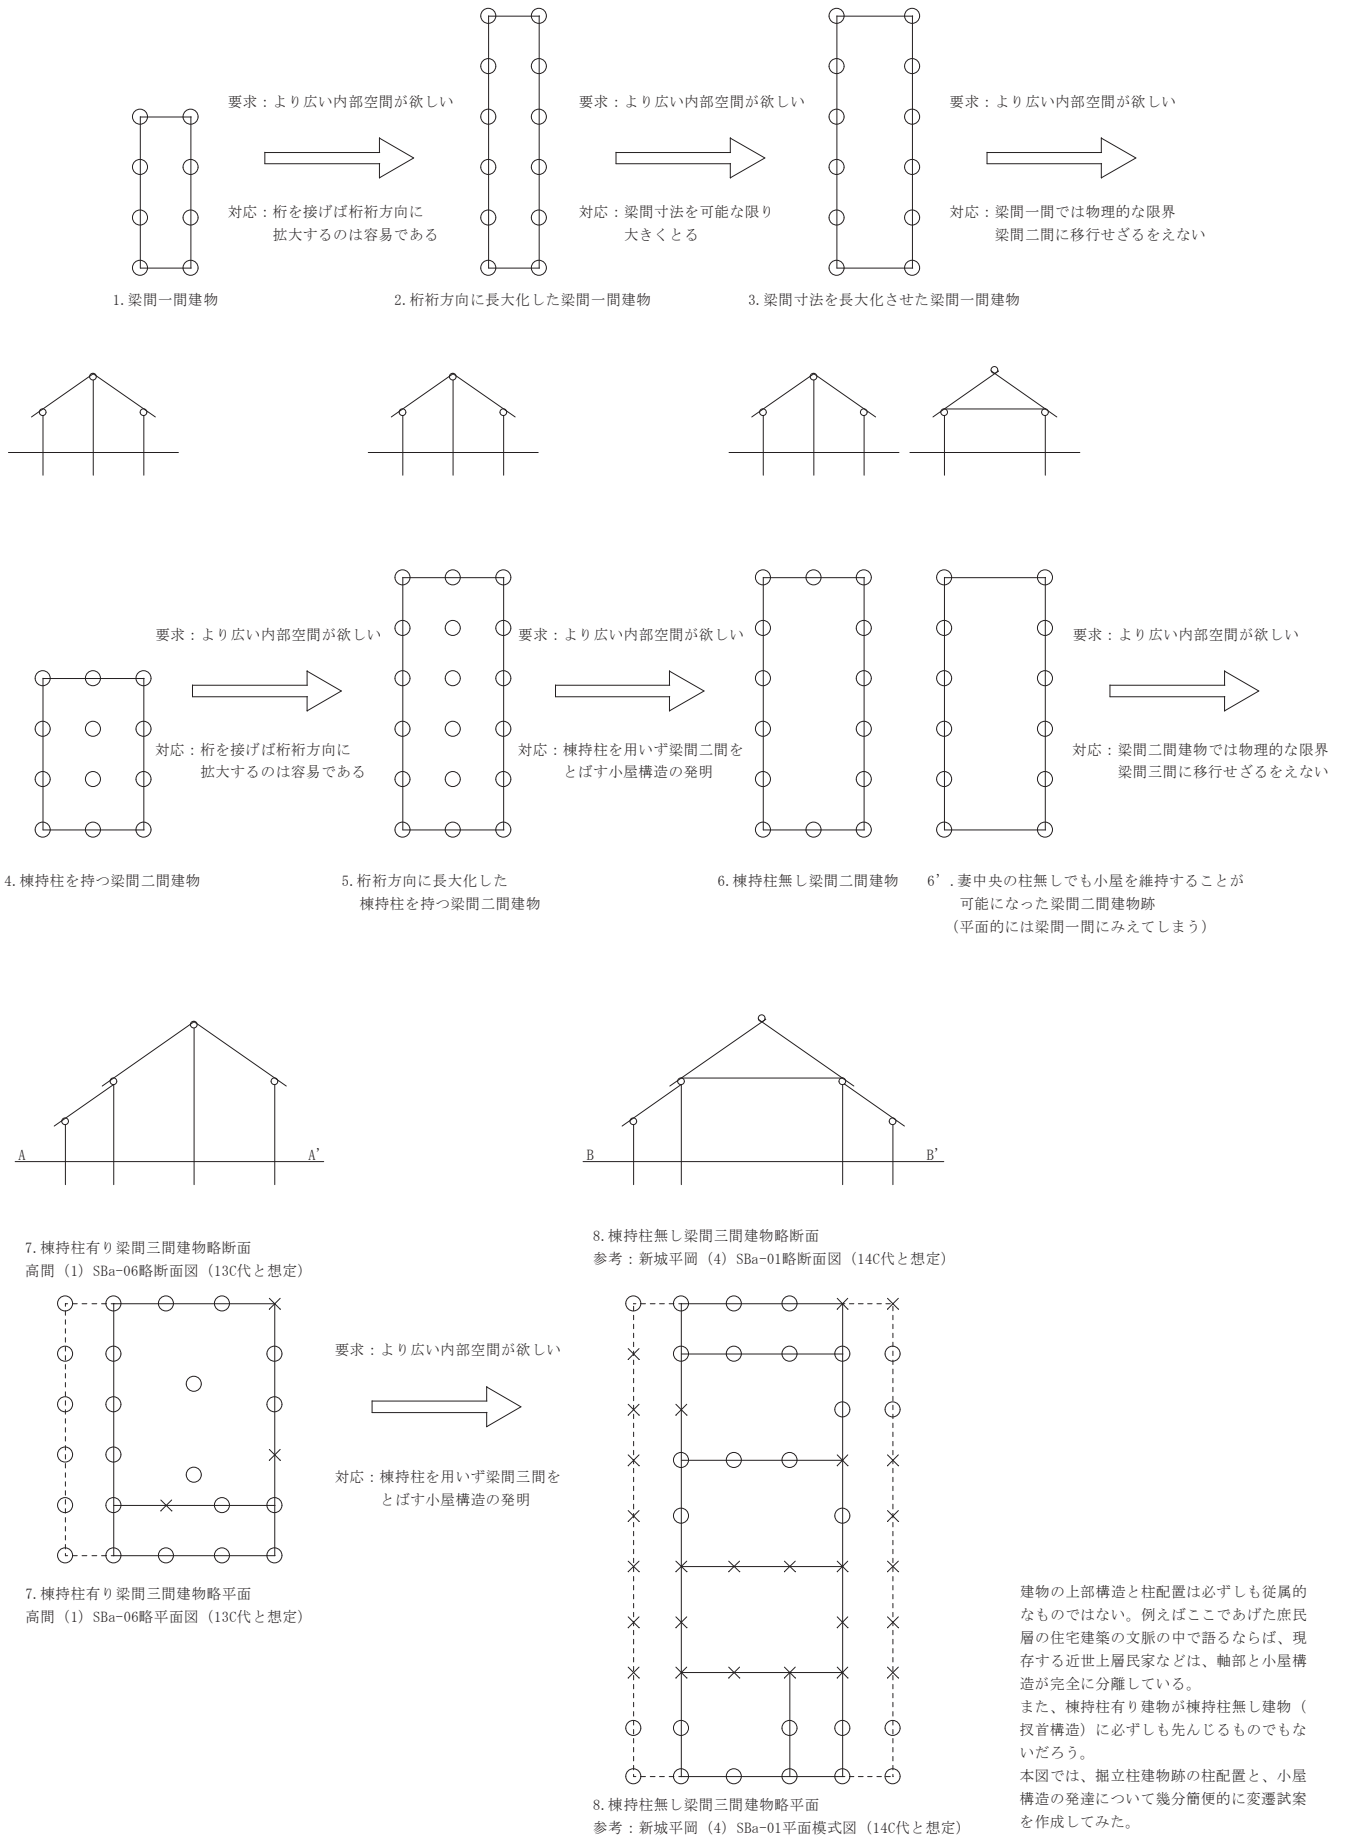 要求：より広い内部空間が欲しい
対応：桁を接げば桁裄方向に
拡大するのは容易である
要求：より広い内部空間が欲しい
対応：梁間寸法を可能な限り
大きくとる
要求：より広い内部空間が欲しい
対応：梁間一間では物理的な限界
梁間二間に移行せざるをえない
1.梁間一間建物
2.桁裄方向に長大化した梁間一間建物
3.梁間寸法を長大化させた梁間一間建物
要求：より広い内部空間が欲しい
対応：桁を接げば桁裄方向に
拡大するのは容易である
要求：より広い内部空間が欲しい
対応：棟持柱を用いず梁間二間を
とばす小屋構造の発明
要求：より広い内部空間が欲しい
対応：梁間二間建物では物理的な限界
梁間三間に移行せざるをえない
4.棟持柱を持つ梁間二間建物
5.桁裄方向に長大化した
棟持柱を持つ梁間二間建物
6.棟持柱無し梁間二間建物
6’.妻中央の柱無しでも小屋を維持することが
可能になった梁間二間建物跡
（平面的には梁間一間にみえてしまう）
A
A’
B
B’
7.棟持柱有り梁間三間建物略断面
高間（1）SBa-06略断面図（13C代と想定）
8.棟持柱無し梁間三間建物略断面
参考：新城平岡（4）SBa-01略断面図（14C代と想定）
要求：より広い内部空間が欲しい
対応：棟持柱を用いず梁間三間を
とばす小屋構造の発明
7.棟持柱有り梁間三間建物略平面
高間（1）SBa-06略平面図（13C代と想定）
8.棟持柱無し梁間三間建物略平面
参考：新城平岡（4）SBa-01平面模式図（14C代と想定）
建物の上部構造と柱配置は必ずしも従属的
なものではない。例えばここであげた庶民
層の住宅建築の文脈の中で語るならば、現
存する近世上層民家などは、軸部と小屋構
造が完全に分離している。
また、棟持柱有り建物が棟持柱無し建物（
扠首構造）に必ずしも先んじるものでもな
いだろう。
本図では、掘立柱建物跡の柱配置と、小屋
構造の発達について幾分簡便的に変遷試案
を作成してみた。